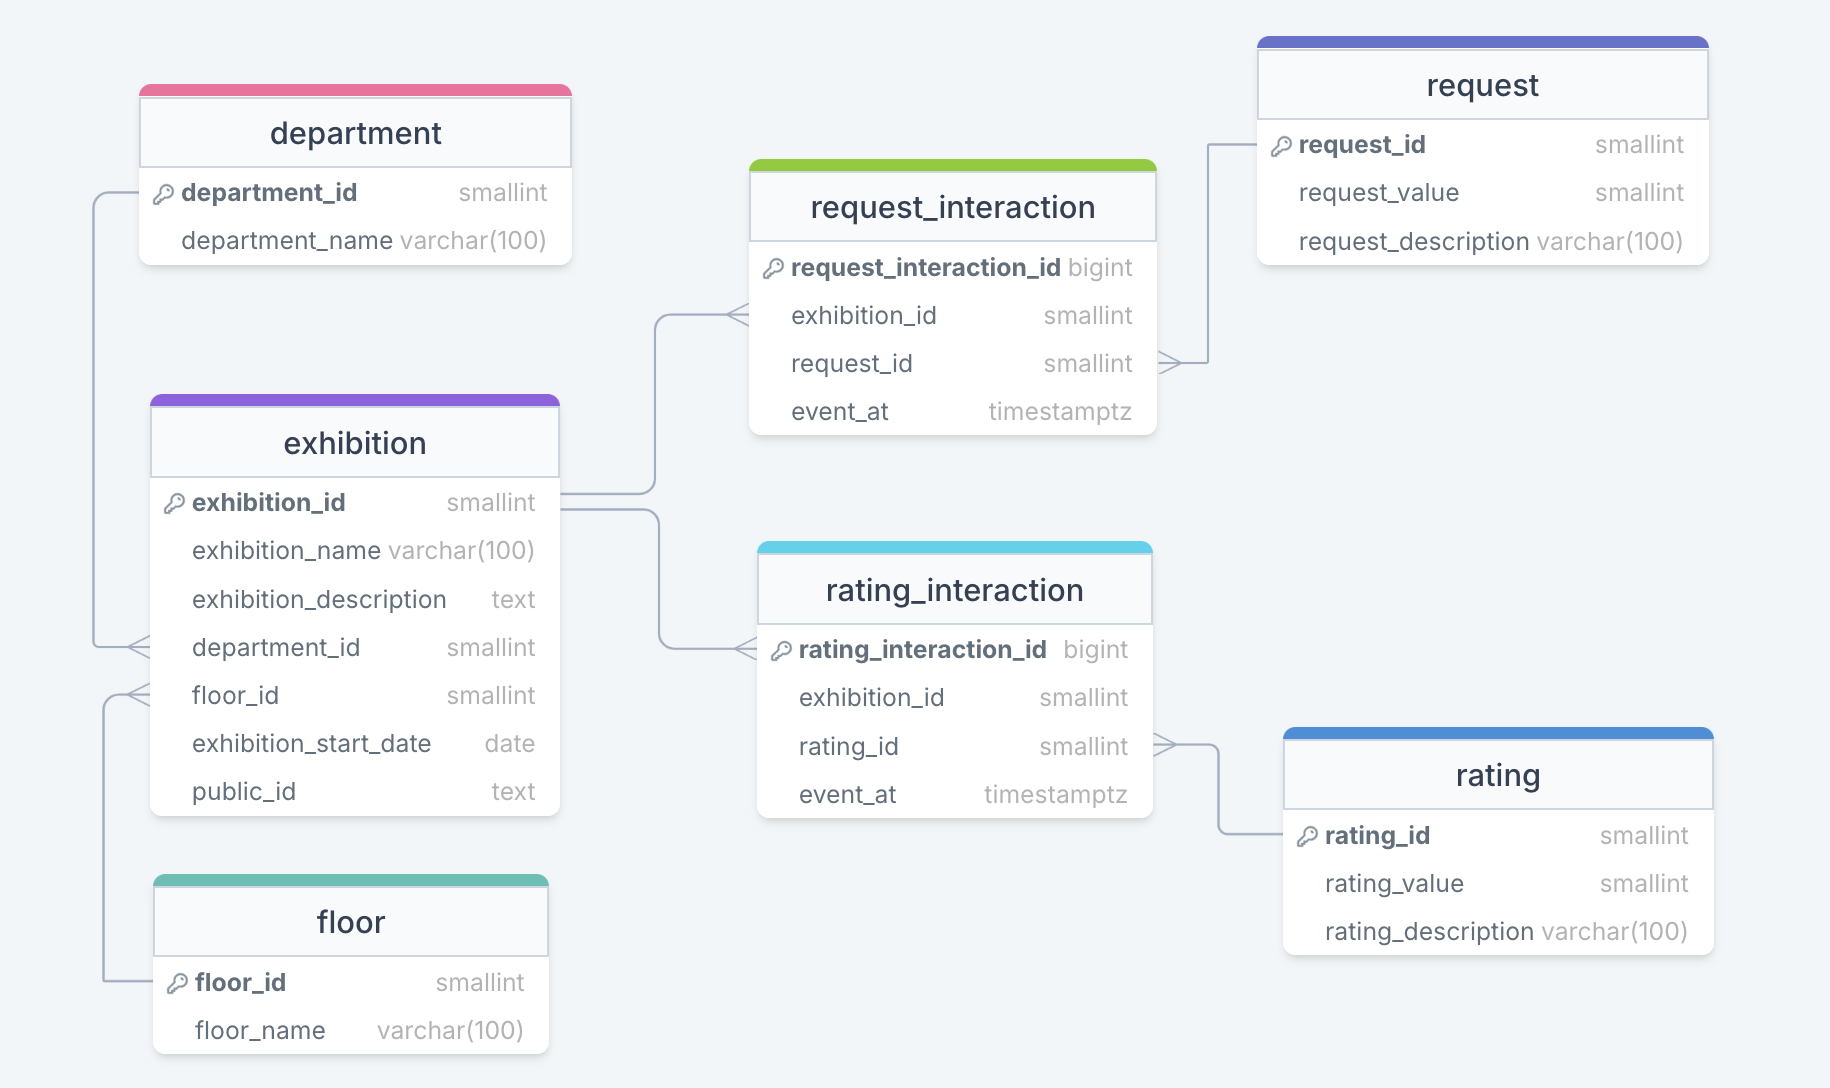 department
department_id smallint
department_name varchar(100)
exhibition
exhibition_id smallint
exhibition_name varchar(100)
exhibition_description text
department_id smallint
floor_id smallint
exhibition_start_date date
public_id text
floor
floor_id smallint
floor_name varchar(100)
request_interaction
request_interaction_id bigint
exhibition_id smallint
request_id smallint
event_at timestamptz
rating_interaction
rating_interaction_id bigint
exhibition_id smallint
rating_id smallint
event_at timestamptz
request
request_id smallint
request_value smallint
request_description varchar(100)
rating
rating_id smallint
rating_value smallint
rating_description varchar(100)